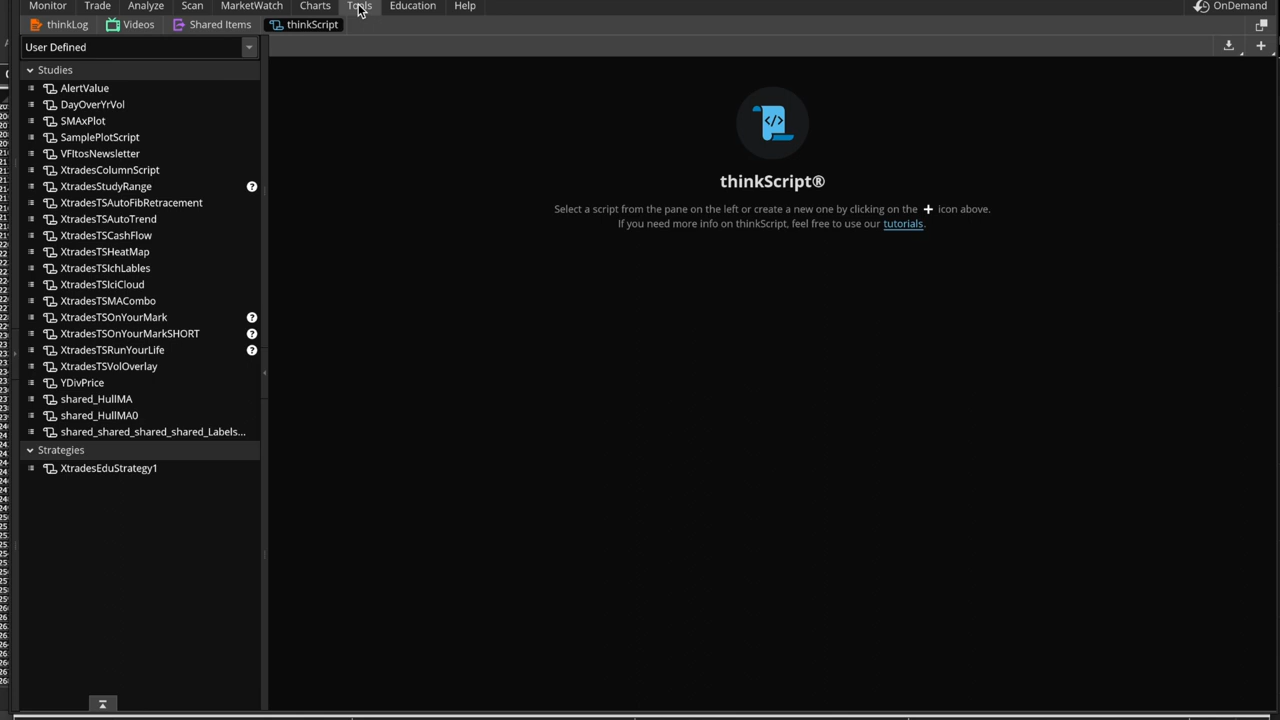 Monitor Trade Analyze Scan MarketWatch Charts Tools Education Help OnDemand
thinkLog Videos Shared Items thinkScript
User Defined
Studies
AlertValue
DayOverYrVol
SMAxPlot
SamplePlotScript
VFItosNewsletter
XtradesColumnScript
XtradesStudyRange ?
XtradesTSAutoFibRetracement
XtradesTSAutoTrend
XtradesTSCashFlow
XtradesTSHeatMap
XtradesTSIchLables
XtradesTSIciCloud
XtradesTSMACombo
XtradesTSOnYourMark ?
XtradesTSOnYourMarkSHORT ?
XtradesTSRunYourLife ?
XtradesTSVolOverlay
YDivPrice
shared_HullMA
shared_HullMA0
shared_shared_shared_shared_Labels...
Strategies
XtradesEduStrategy1
</>
thinkScript®
Select a script from the pane on the left or create a new one by clicking on the + icon above.
If you need more info on thinkScript, feel free to use our tutorials.